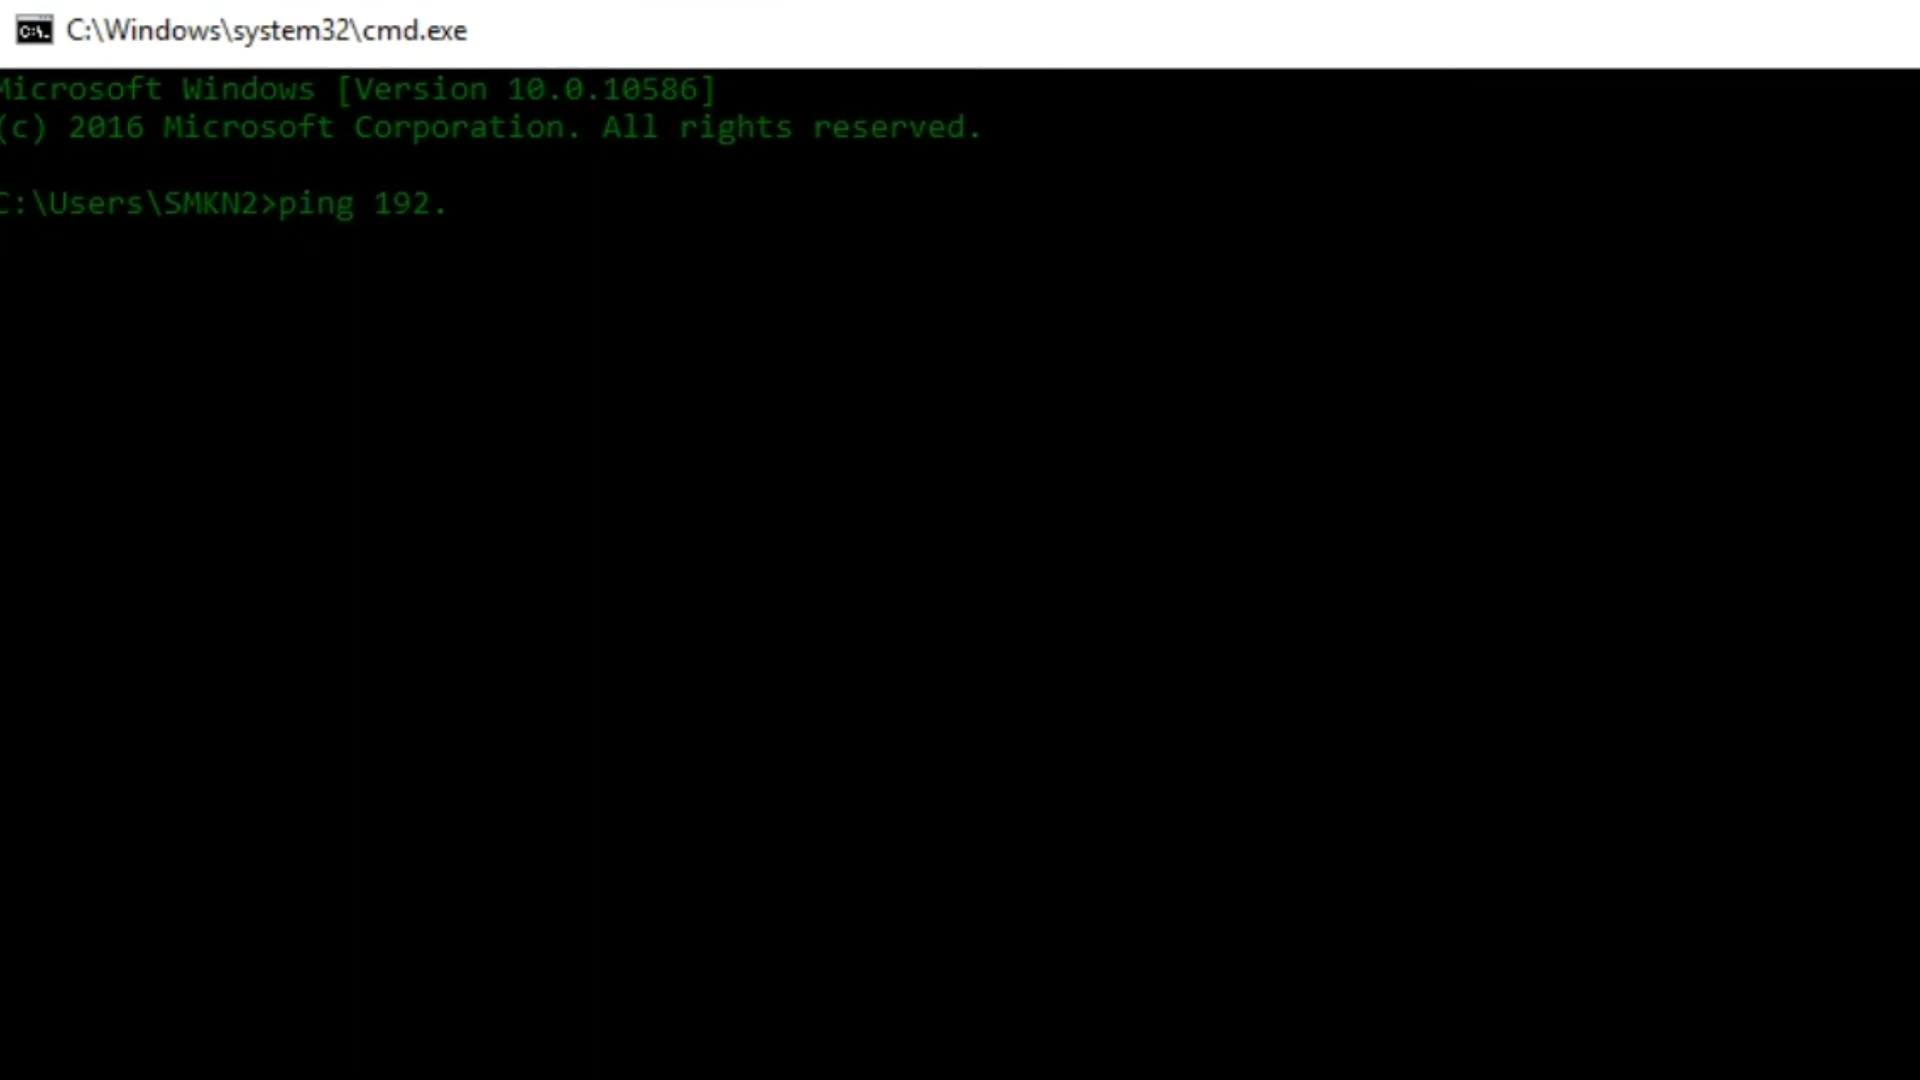 C:\Windows\system32\cmd.exe
Microsoft Windows [Version 10.0.10586]
(c) 2016 Microsoft Corporation. All rights reserved.
C:\Users\SMKN2>ping 192.